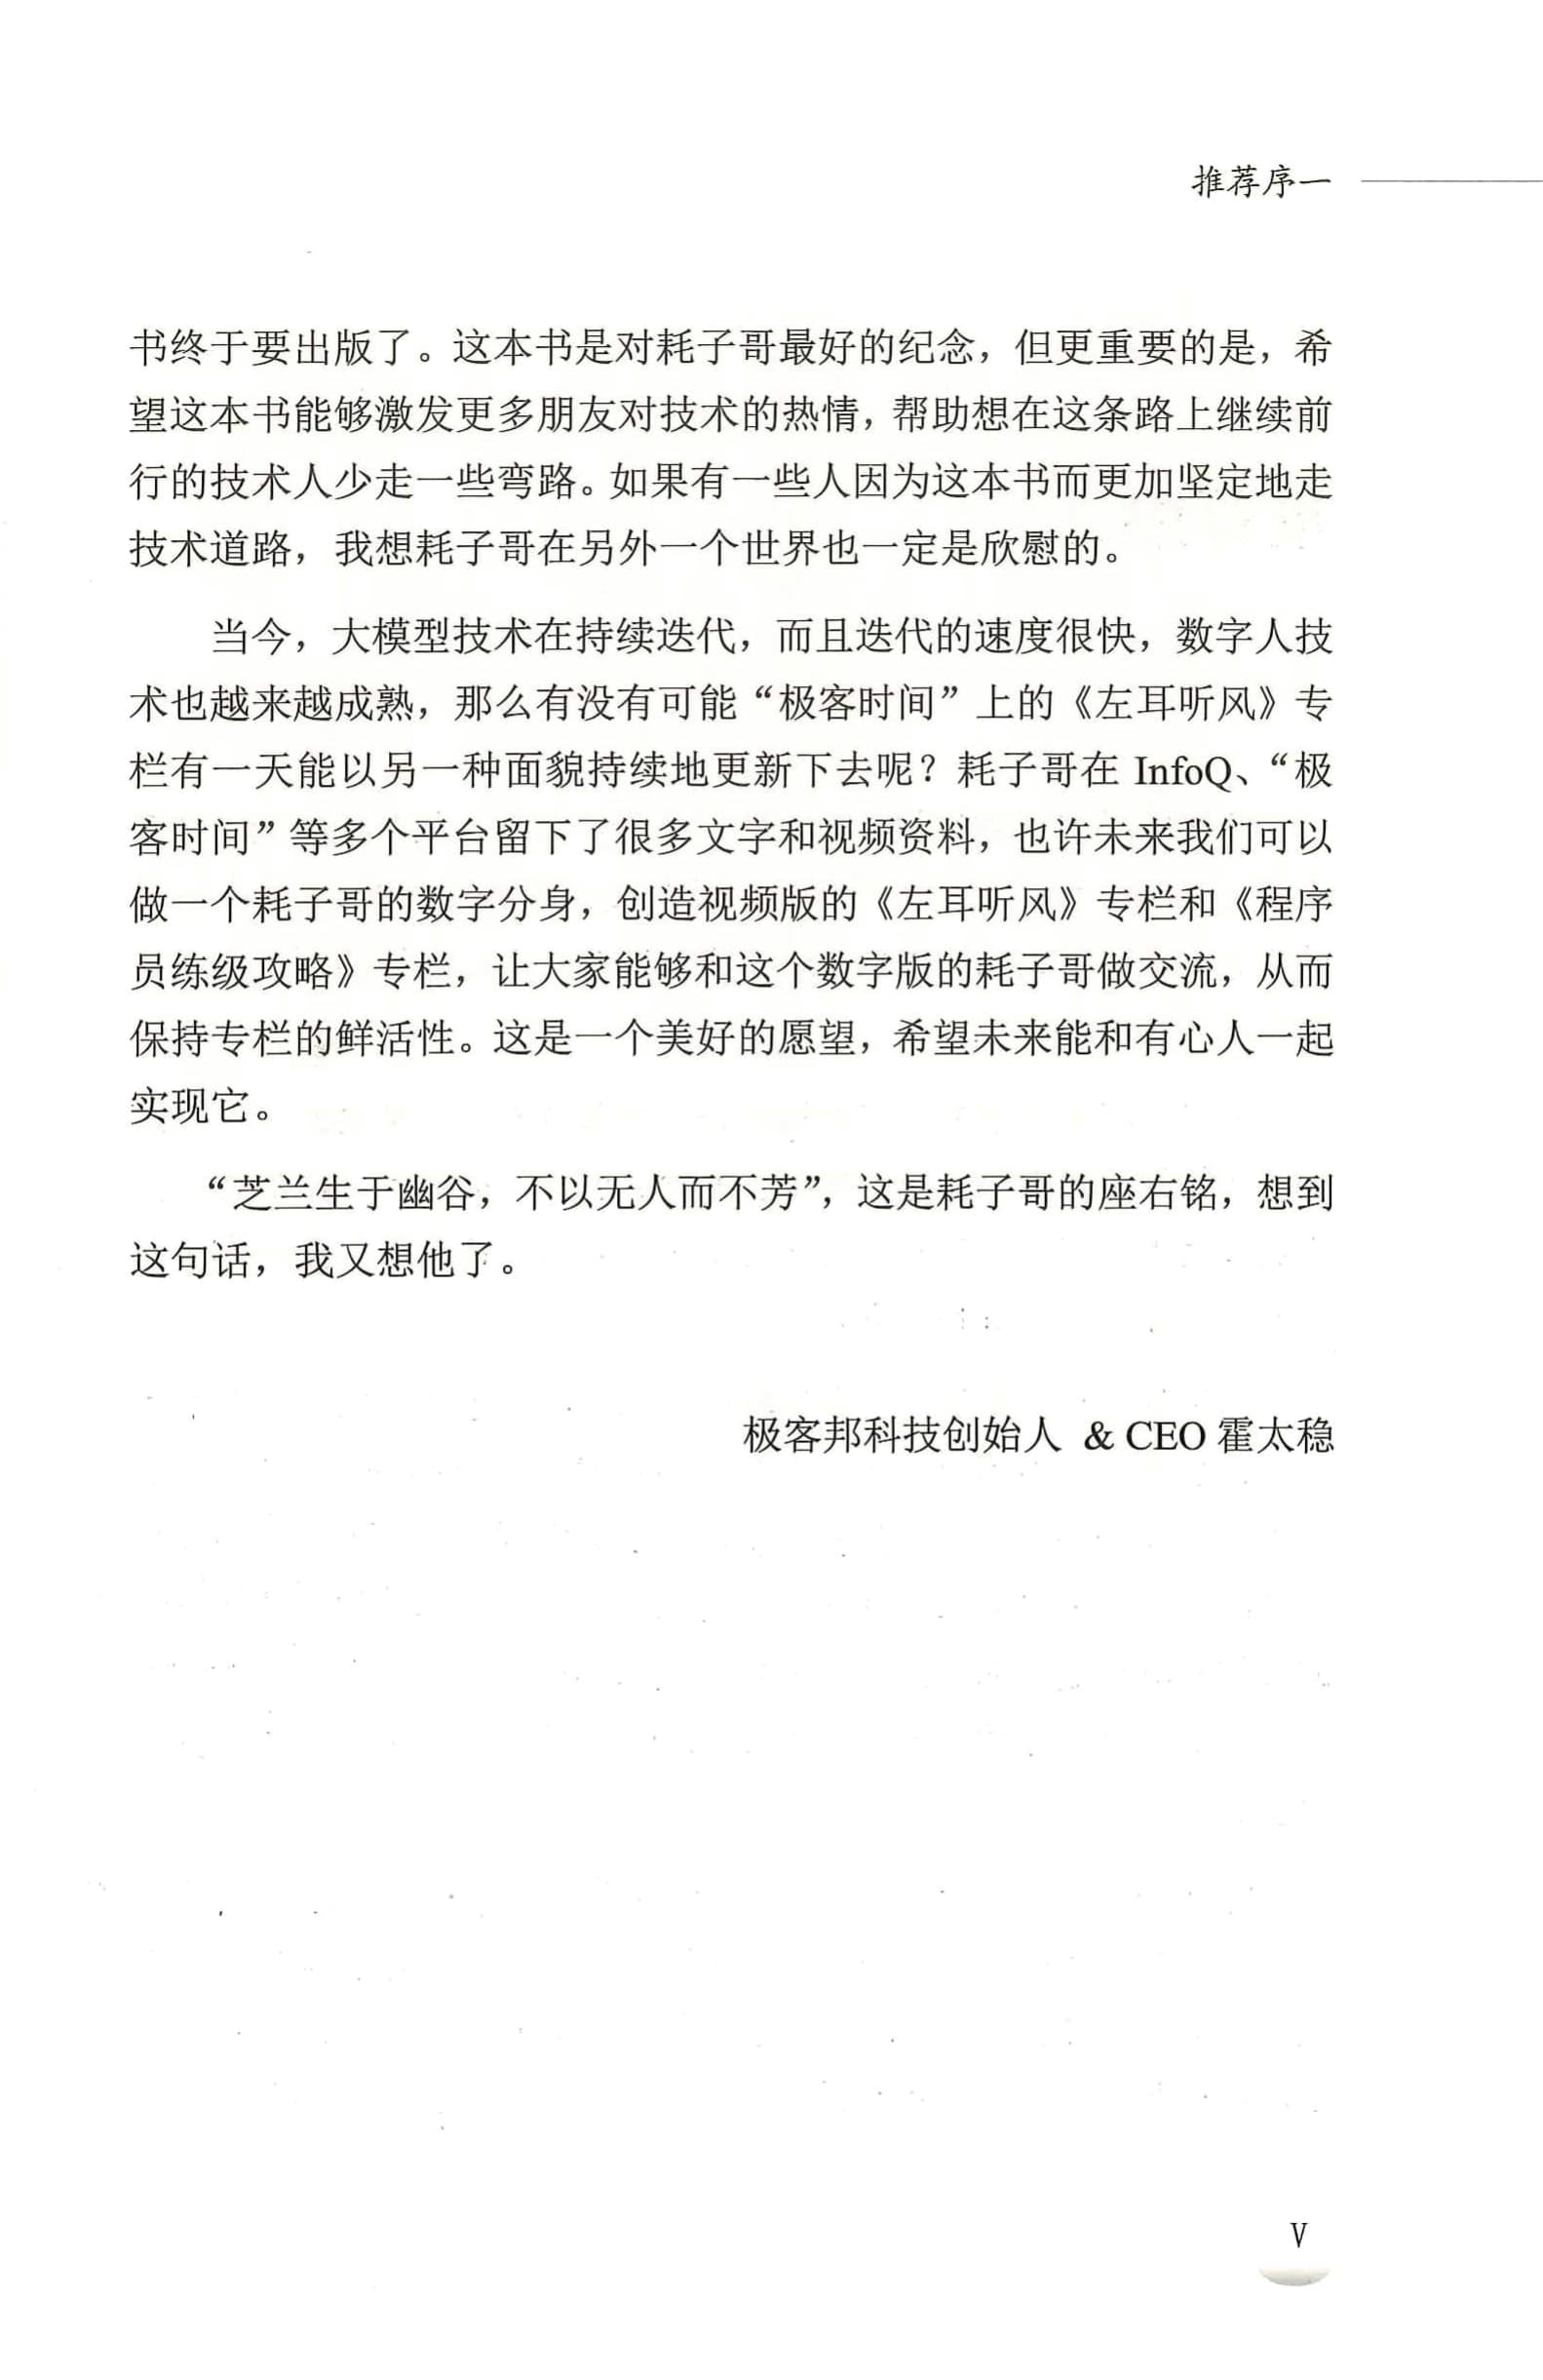 推荐序一
书终于要出版了。这本书是对耗子哥最好的纪念，但更重要的是，希
望这本书能够激发更多朋友对技术的热情，帮助想在这条路上继续前
行的技术人少走一些弯路。如果有一些人因为这本书而更加坚定地走
技术道路，我想耗子哥在另外一个世界也一定是欣慰的。
当今，大模型技术在持续迭代，而且迭代的速度很快，数字人技
术也越来越成熟，那么有没有可能“极客时间”上的《左耳听风》专
栏有一天能以另一种面貌持续地更新下去呢？耗子哥在 InfoQ、“极
客时间”等多个平台留下了很多文字和视频资料，也许未来我们可以
做一个耗子哥的数字分身，创造视频版的《左耳听风》专栏和《程序
员练级攻略》专栏，让大家能够和这个数字版的耗子哥做交流，从而
保持专栏的鲜活性。这是一个美好的愿望，希望未来能和有心人一起
实现它。
“芝兰生于幽谷，不以无人而不芳”，这是耗子哥的座右铭，想到
这句话，我又想他了。
极客邦科技创始人 & CEO 霍太稳
V